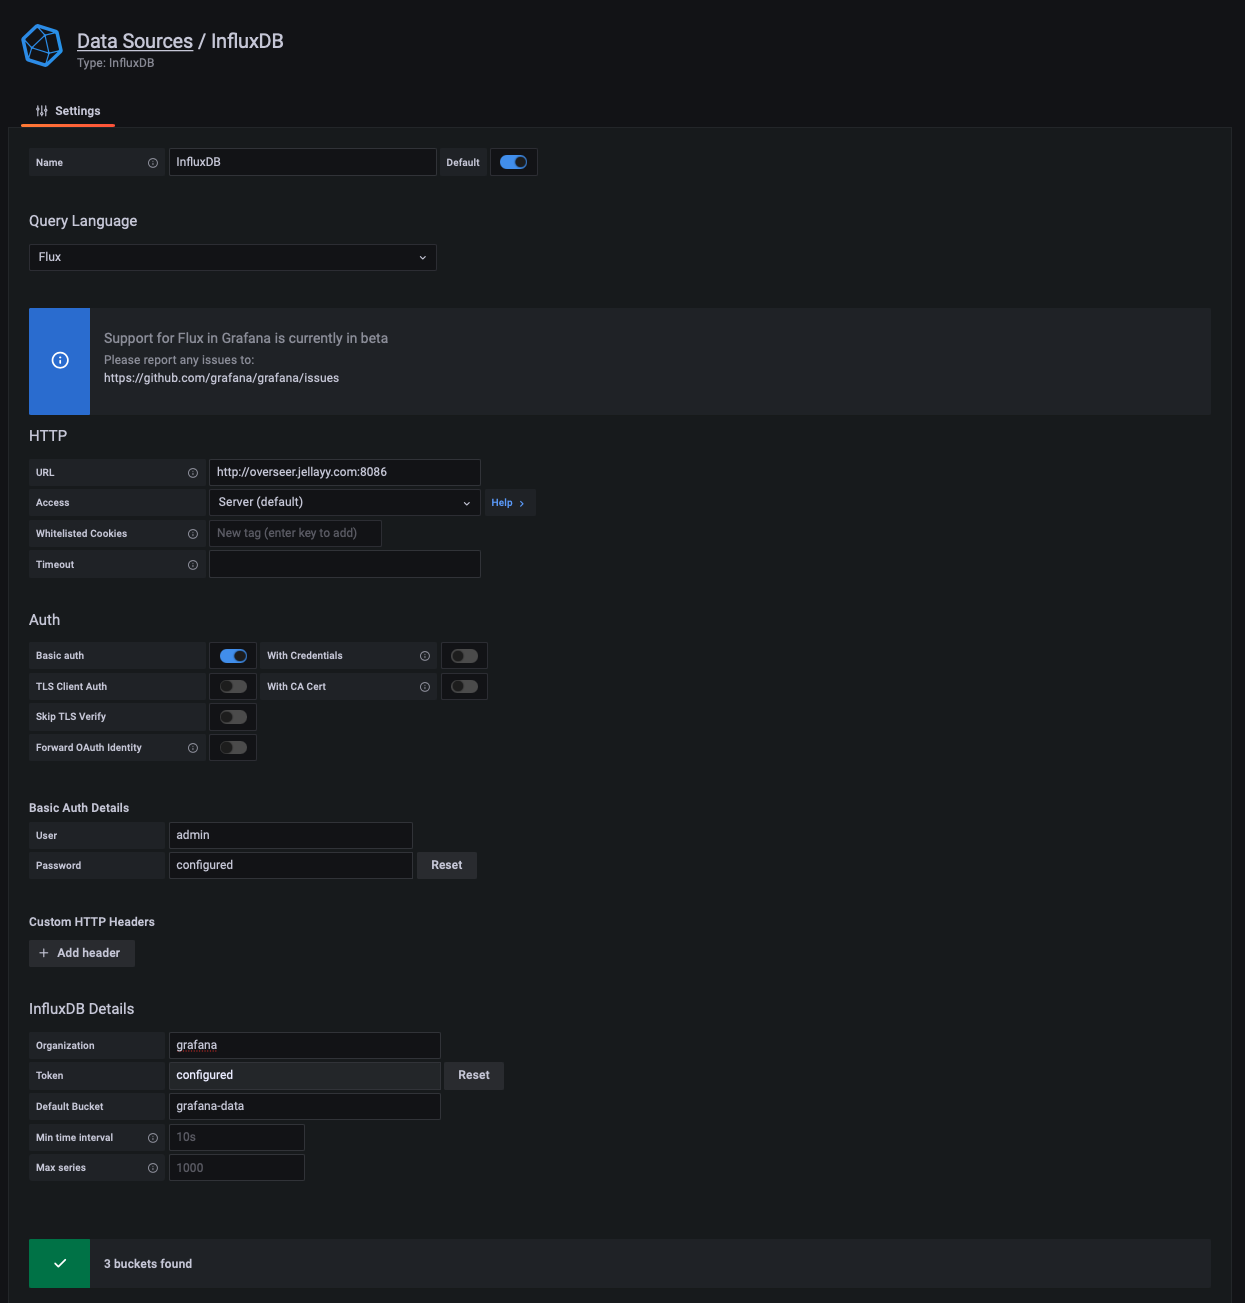 Data Sources / InfluxDB
Type: InfluxDB
Settings
Name InfluxDB Default
Query Language
Flux
Support for Flux in Grafana is currently in beta
Please report any issues to:
https://github.com/grafana/grafana/issues
HTTP
URL http://overseer.jellayy.com:8086
Access Server (default) Help
Whitelisted Cookies New tag (enter key to add)
Timeout
Auth
Basic auth With Credentials
TLS Client Auth With CA Cert
Skip TLS Verify
Forward OAuth Identity
Basic Auth Details
User admin
Password configured Reset
Custom HTTP Headers
+ Add header
InfluxDB Details
Organization grafana
Token configured Reset
Default Bucket grafana-data
Min time interval 10s
Max series 1000
3 buckets found